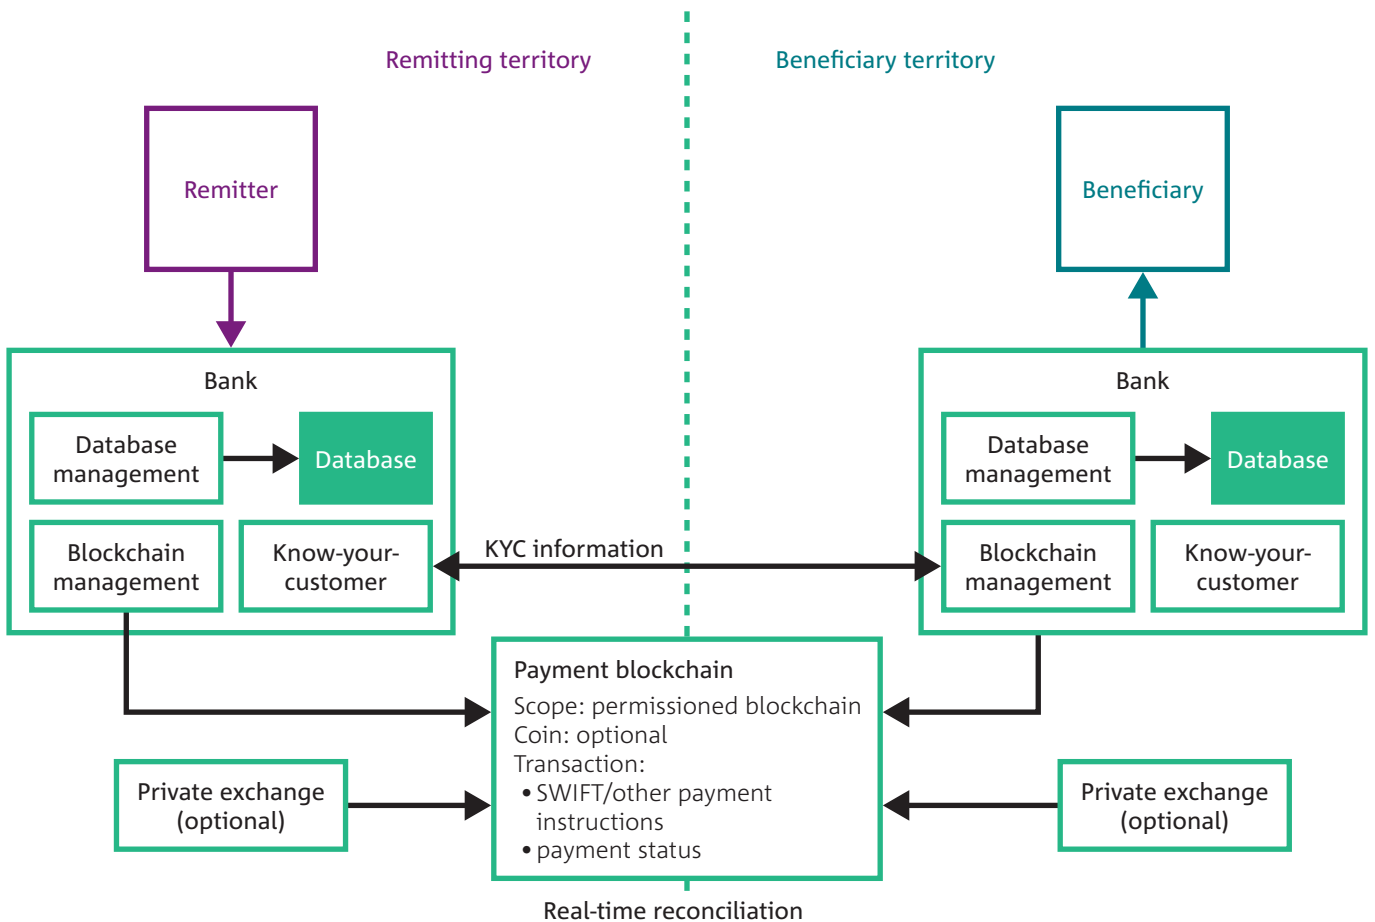 Remitting territory
Beneficiary territory
Remitter
Beneficiary
Bank
Database
management
Database
Blockchain
management
Know-your-
customer
KYC information
Bank
Database
management
Database
Blockchain
management
Know-your-
customer
Payment blockchain
Scope: permissioned blockchain
Coin: optional
Transaction:
• SWIFT/other payment
instructions
• payment status
Private exchange
(optional)
Private exchange
(optional)
Real-time reconciliation